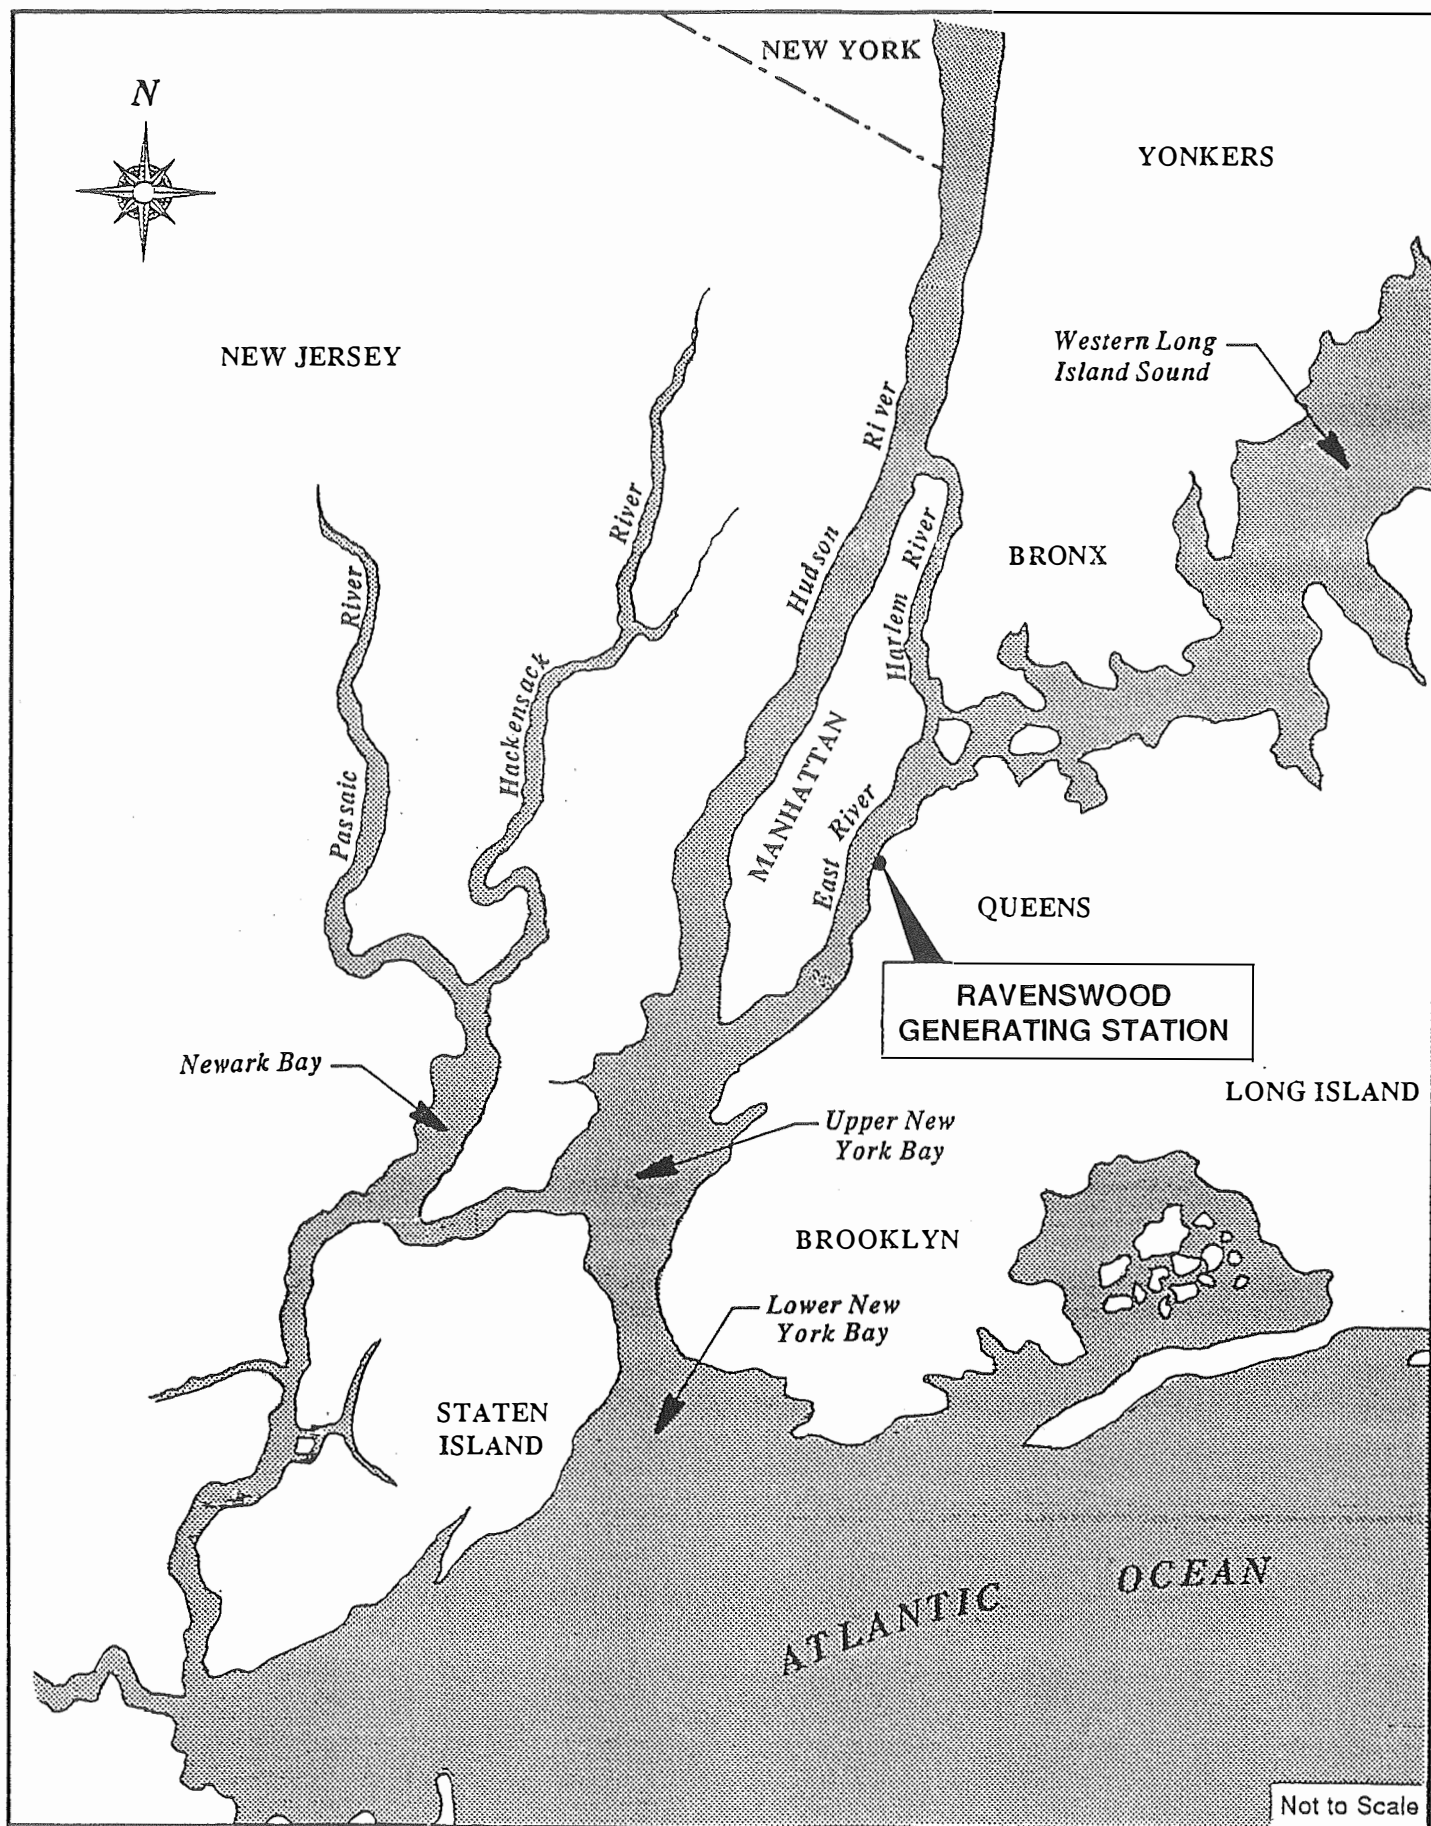 NEW YORK
N
YONKERS
NEW JERSEY
Western Long
Island Sound
Hudson River
Harlem River
Hackensack River
Passaic River
BRONX
MANHATTAN
East River
QUEENS
RAVENSWOOD
GENERATING STATION
Newark Bay
LONG ISLAND
Upper New
York Bay
BROOKLYN
Lower New
York Bay
STATEN
ISLAND
ATLANTIC OCEAN
Not to Scale